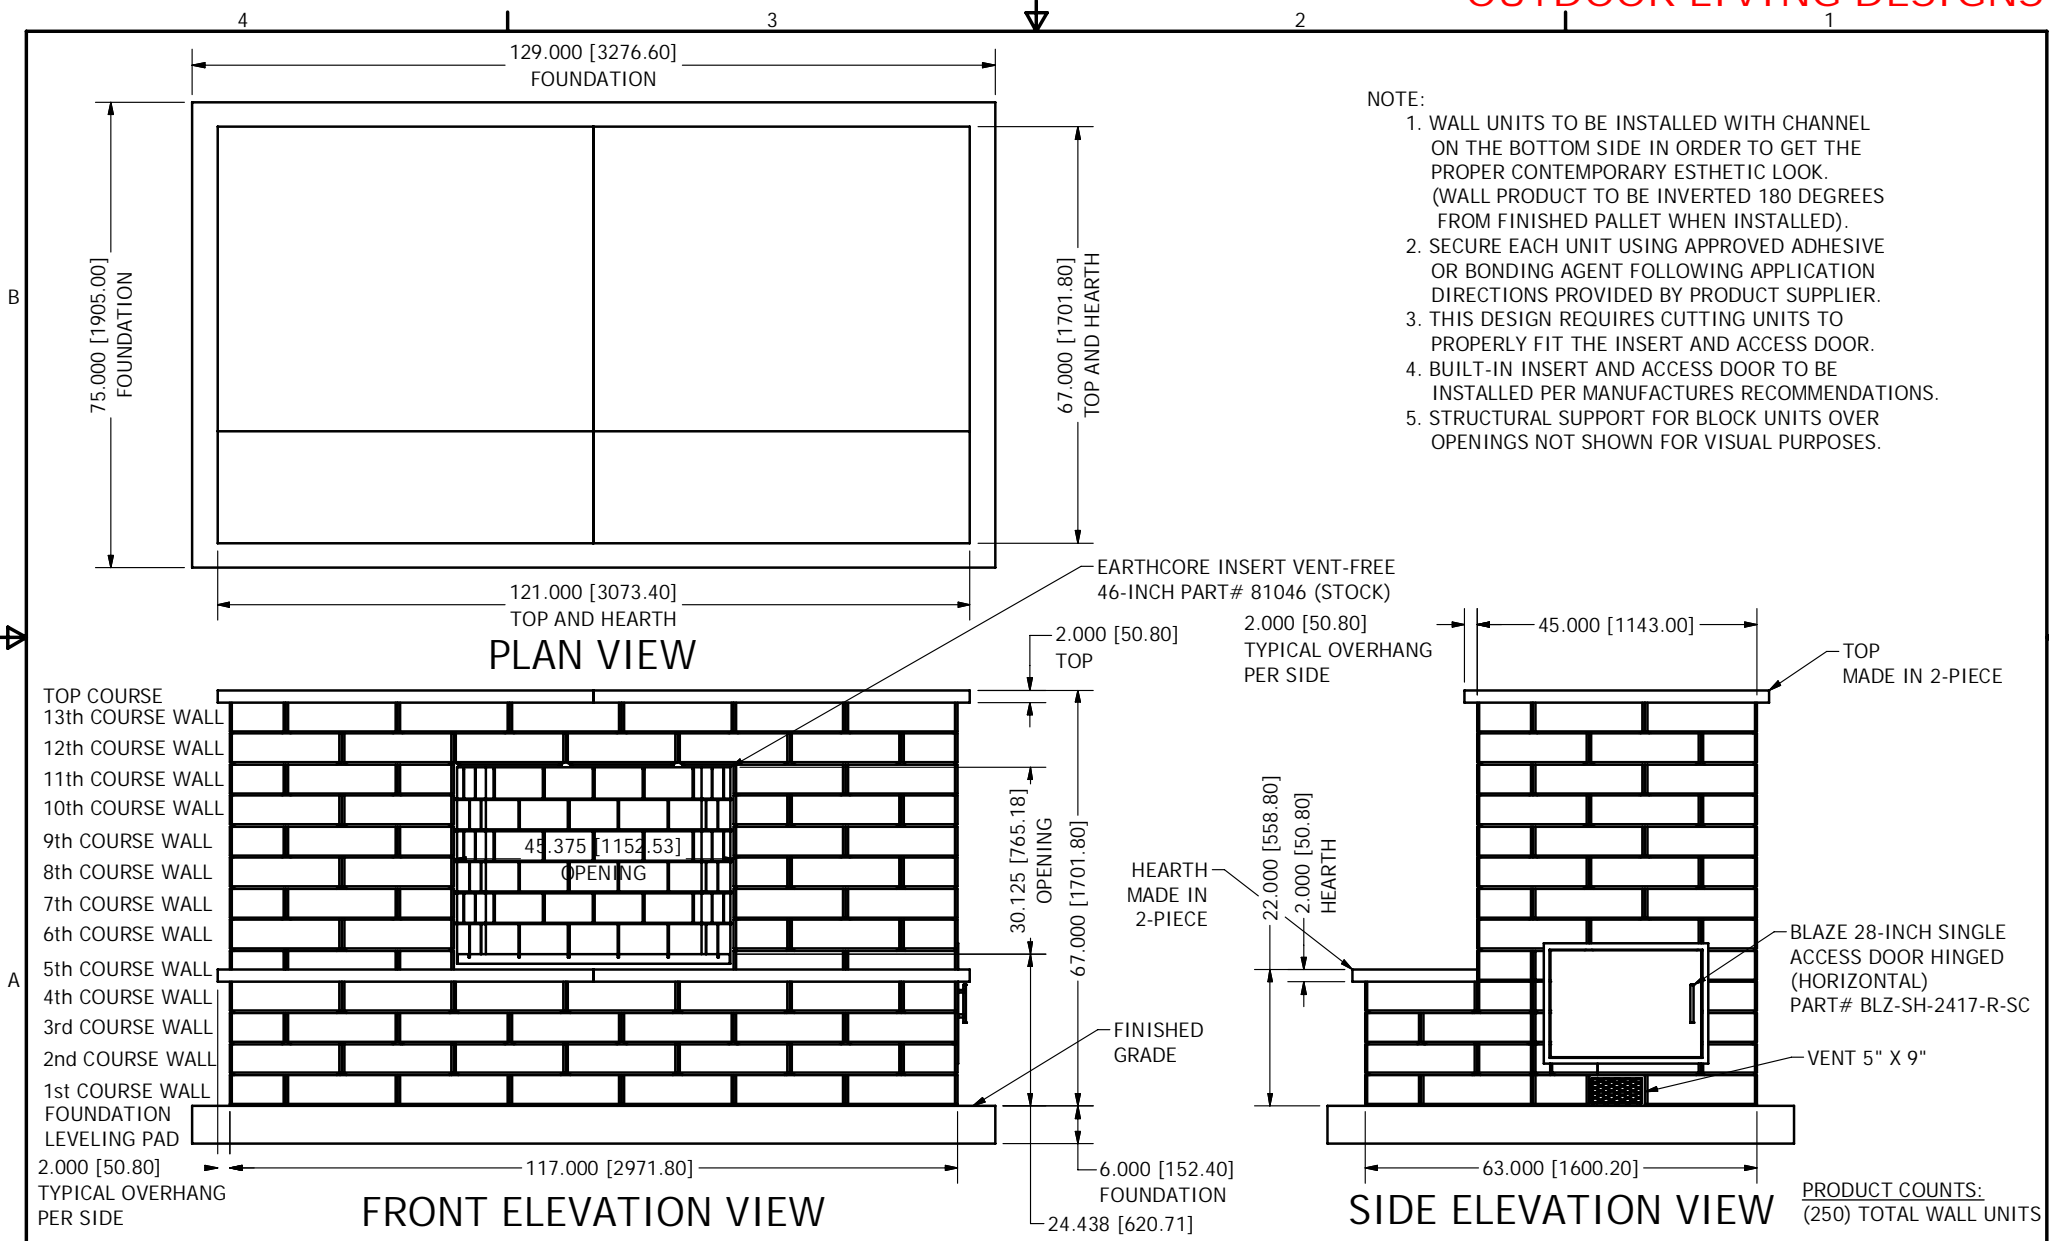 OUTDOOR LIVING DESIGNS
4
3
2
1
129.000 [3276.60]
FOUNDATION
75.000 [1905.00]
FOUNDATION
67.000 [1701.80]
TOP AND HEARTH
121.000 [3073.40]
TOP AND HEARTH
PLAN VIEW
NOTE:
1. WALL UNITS TO BE INSTALLED WITH CHANNEL
ON THE BOTTOM SIDE IN ORDER TO GET THE
PROPER CONTEMPORARY ESTHETIC LOOK.
(WALL PRODUCT TO BE INVERTED 180 DEGREES
FROM FINISHED PALLET WHEN INSTALLED).
2. SECURE EACH UNIT USING APPROVED ADHESIVE
OR BONDING AGENT FOLLOWING APPLICATION
DIRECTIONS PROVIDED BY PRODUCT SUPPLIER.
3. THIS DESIGN REQUIRES CUTTING UNITS TO
PROPERLY FIT THE INSERT AND ACCESS DOOR.
4. BUILT-IN INSERT AND ACCESS DOOR TO BE
INSTALLED PER MANUFACTURES RECOMMENDATIONS.
5. STRUCTURAL SUPPORT FOR BLOCK UNITS OVER
OPENINGS NOT SHOWN FOR VISUAL PURPOSES.
B
A
EARTHCORE INSERT VENT-FREE
46-INCH PART# 81046 (STOCK)
2.000 [50.80]
TOP
TOP COURSE
13th COURSE WALL
12th COURSE WALL
11th COURSE WALL
10th COURSE WALL
9th COURSE WALL
8th COURSE WALL
7th COURSE WALL
6th COURSE WALL
5th COURSE WALL
4th COURSE WALL
3rd COURSE WALL
2nd COURSE WALL
1st COURSE WALL
FOUNDATION
LEVELING PAD
2.000 [50.80]
TYPICAL OVERHANG
PER SIDE
45.375 [1152.53]
OPENING
30.125 [765.18]
OPENING
67.000 [1701.80]
FINISHED
GRADE
117.000 [2971.80]
6.000 [152.40]
FOUNDATION
24.438 [620.71]
FRONT ELEVATION VIEW
2.000 [50.80]
TYPICAL OVERHANG
PER SIDE
45.000 [1143.00]
TOP
MADE IN 2-PIECE
22.000 [558.80]
2.000 [50.80]
HEARTH
HEARTH
MADE IN
2-PIECE
BLAZE 28-INCH SINGLE
ACCESS DOOR HINGED
(HORIZONTAL)
PART# BLZ-SH-2417-R-SC
VENT 5" X 9"
63.000 [1600.20]
SIDE ELEVATION VIEW
PRODUCT COUNTS:
(250) TOTAL WALL UNITS